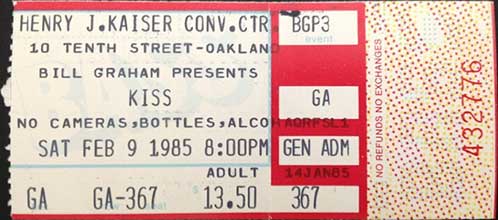 HENRY J.KAISER CONV.CTR. BGP3
10 TENTH STREET-OAKLAND event
BILL GRAHAM PRESENTS
KISS GA
NO CAMERAS,BOTTLES,ALCOHAORFSL1
SAT FEB 9 1985 8:00PM GEN ADM
ADULT 14JAN85
GA GA-367 13.50 367
NO REFUNDS NO EXCHANGES
432776